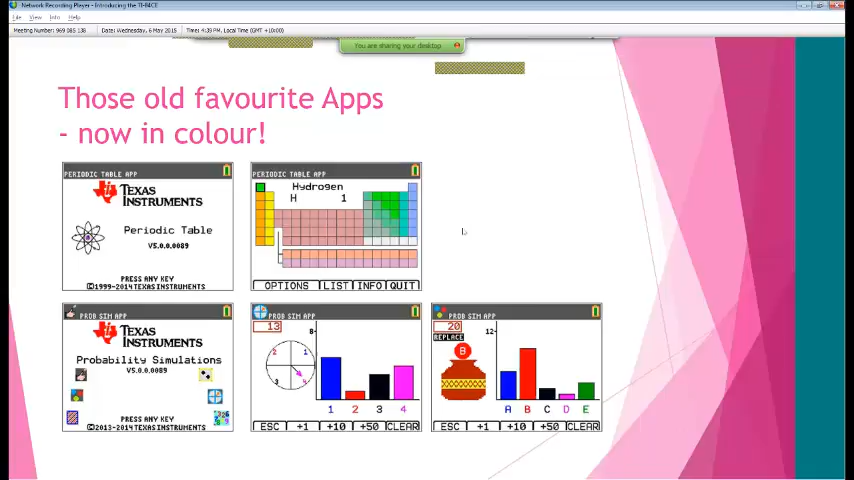 Network Recording Player - Introducing the TI-84CE
File View Info Help
Meeting Number: 969 085 138 Date: Wednesday, 6 May 2015 Time: 4:39 PM, Local Time (GMT +10:00)
You are sharing your desktop
Those old favourite Apps
- now in colour!
PERIODIC TABLE APP
TEXAS
INSTRUMENTS
Periodic Table
V5.0.0.0089
PRESS ANY KEY
©1999-2014 TEXAS INSTRUMENTS
PERIODIC TABLE APP
Hydrogen
H 1
OPTIONS LIST INFO QUIT
PROB SIM APP
TEXAS
INSTRUMENTS
Probability Simulations
V5.0.0.0089
PRESS ANY KEY
©2013-2014 TEXAS INSTRUMENTS
PROB SIM APP
13 8
2 1
3 4
1 2 3 4
ESC +1 +10 +50 CLEAR
PROB SIM APP
20 12
REPLACE
B
A B C D E
ESC +1 +10 +50 CLEAR